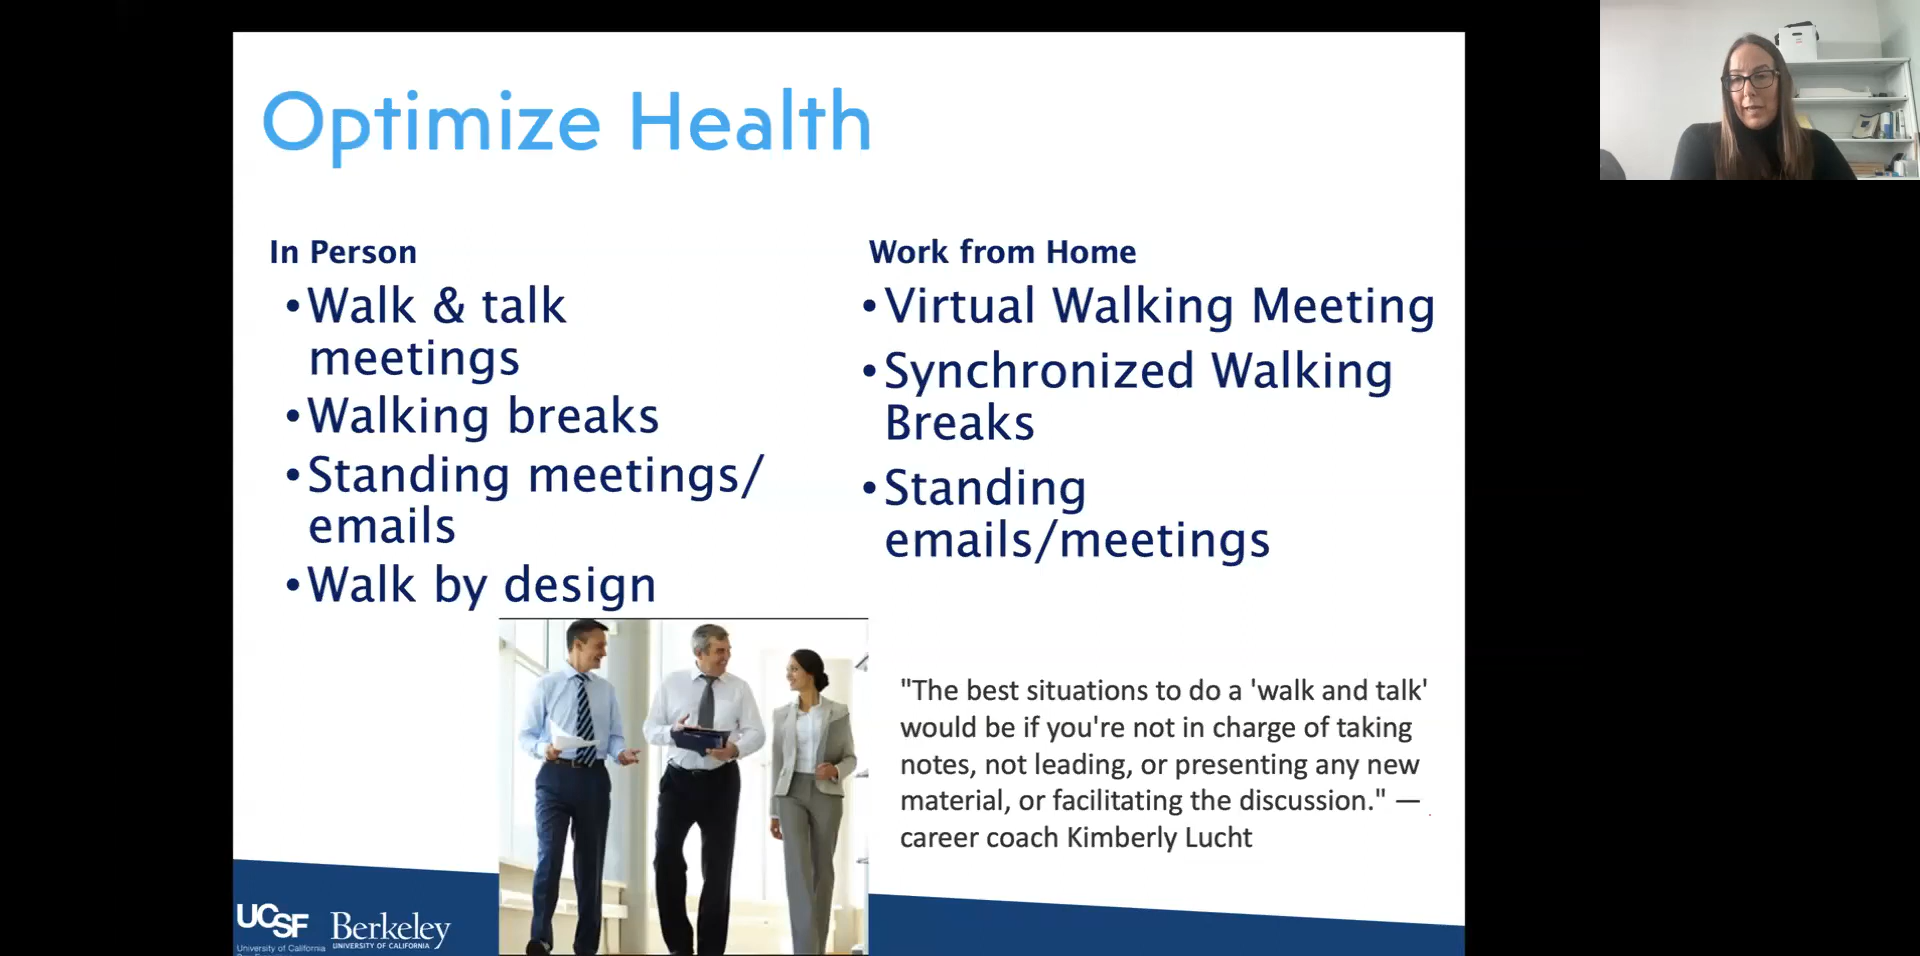 Optimize Health
In Person
•Walk & talk
meetings
•Walking breaks
•Standing meetings/
emails
•Walk by design
Work from Home
•Virtual Walking Meeting
•Synchronized Walking
Breaks
•Standing
emails/meetings
"The best situations to do a 'walk and talk'
would be if you're not in charge of taking
notes, not leading, or presenting any new
material, or facilitating the discussion." —
career coach Kimberly Lucht
UCSF
University of California
Berkeley
UNIVERSITY OF CALIFORNIA